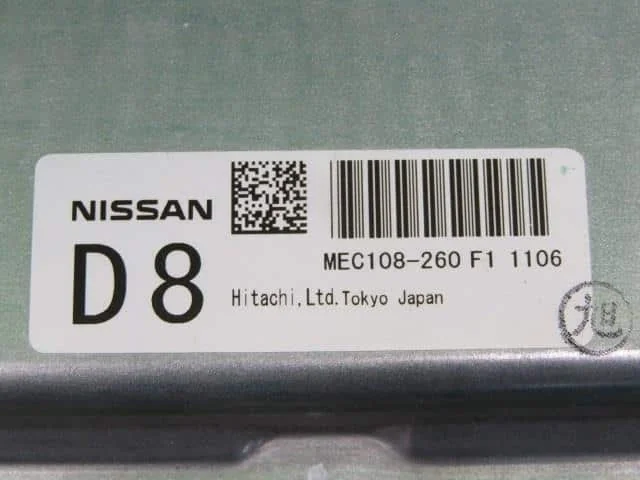 NISSAN
D8
MEC108-260 F1 1106
Hitachi,Ltd.Tokyo Japan
旭